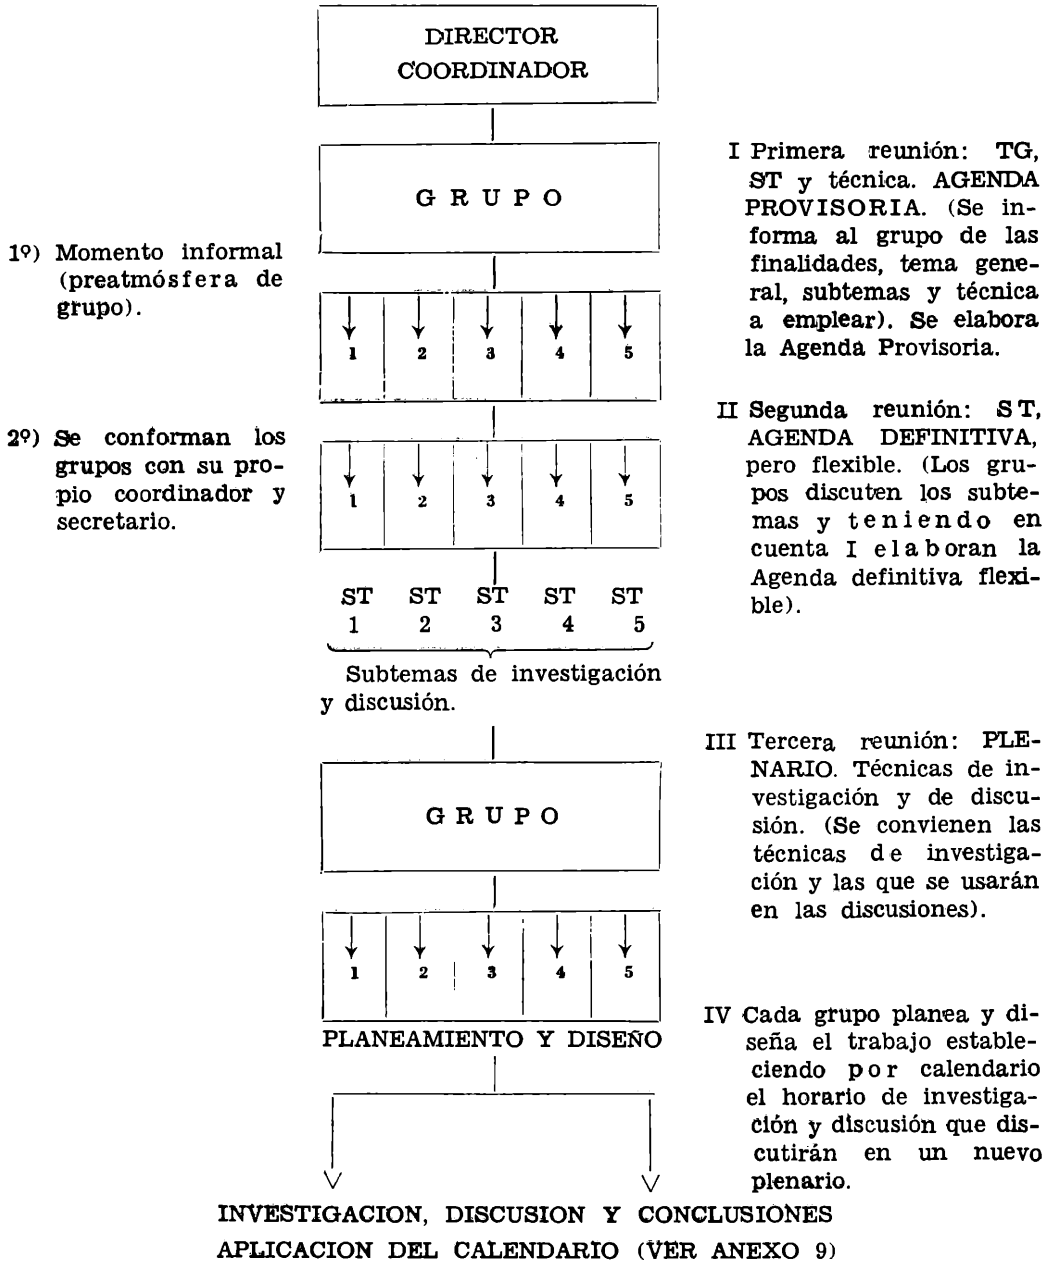 DIRECTOR
COORDINADOR
G R U P O
1º) Momento informal
(preatmósfera de
grupo).
1 2 3 4 5
I Primera reunión: TG,
ST y técnica. AGENDA
PROVISORIA. (Se in-
forma al grupo de las
finalidades, tema gene-
ral, subtemas y técnica
a emplear). Se elabora
la Agenda Provisoria.
2º) Se conforman los
grupos con su pro-
pio coordinador y
secretario.
1 2 3 4 5
II Segunda reunión: ST,
AGENDA DEFINITIVA,
pero flexible. (Los gru-
pos discuten los subte-
mas y teniendo en
cuenta I elaboran la
Agenda definitiva flexi-
ble).
ST ST ST ST ST
1 2 3 4 5
Subtemas de investigación
y discusión.
G R U P O
III Tercera reunión: PLE-
NARIO. Técnicas de in-
vestigación y de discu-
sión. (Se convienen las
técnicas de investiga-
ción y las que se usarán
en las discusiones).
1 2 3 4 5
PLANEAMIENTO Y DISEÑO
IV Cada grupo planea y di-
seña el trabajo estable-
ciendo por calendario
el horario de investiga-
ción y discusión que dis-
cutirán en un nuevo
plenario.
INVESTIGACION, DISCUSION Y CONCLUSIONES
APLICACION DEL CALENDARIO (VER ANEXO 9)